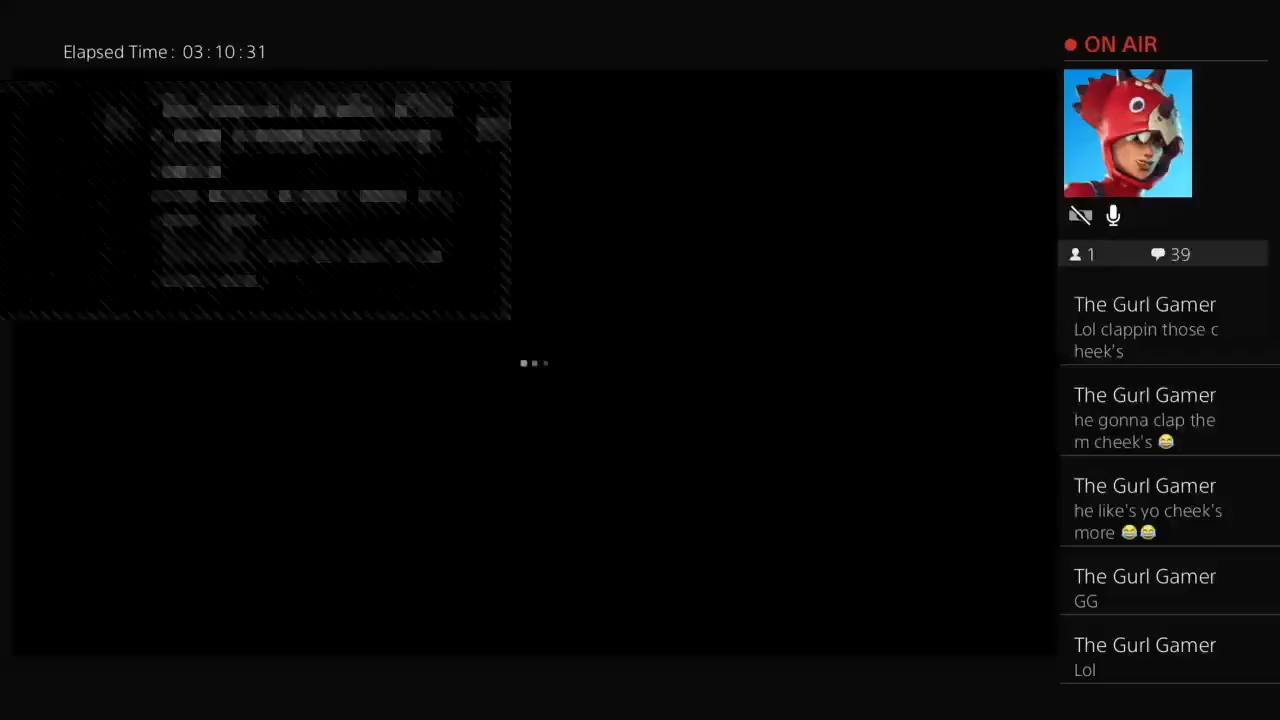 Elapsed Time: 03:10:31
ON AIR
1
39
The Gurl Gamer
Lol clappin those c
heek's
The Gurl Gamer
he gonna clap the
m cheek's 😂
The Gurl Gamer
he like's yo cheek's
more 😂😂
The Gurl Gamer
GG
The Gurl Gamer
Lol